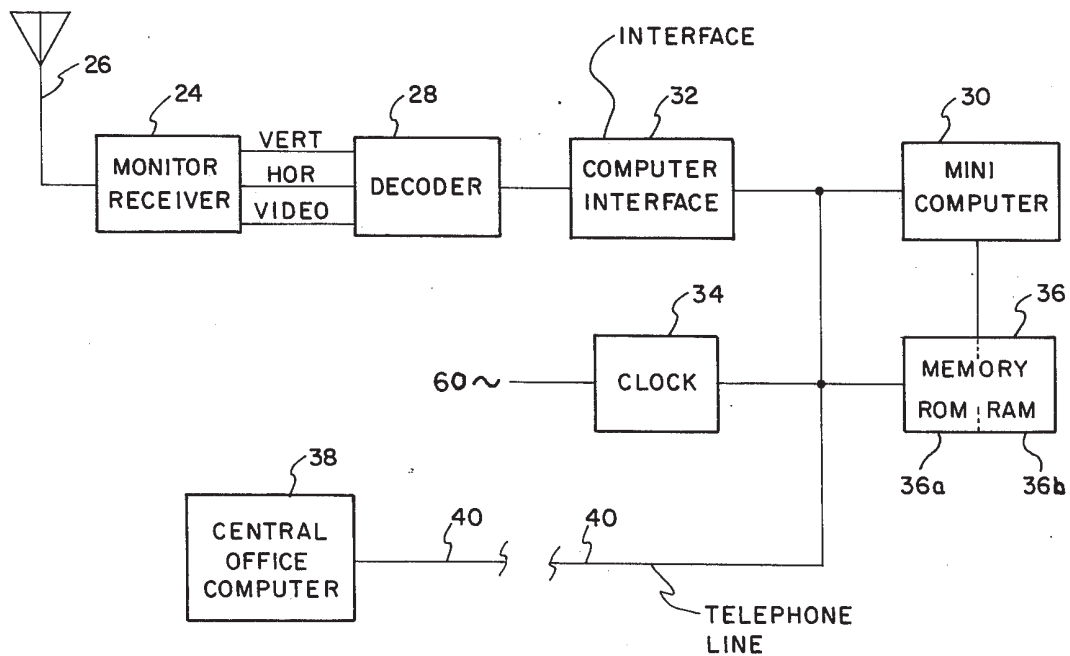 INTERFACE
26
24
28
32
30
VERT
HOR
VIDEO
MONITOR
RECEIVER
DECODER
COMPUTER
INTERFACE
MINI
COMPUTER
34
36
60~
CLOCK
MEMORY
ROM RAM
36a
36b
38
CENTRAL
OFFICE
COMPUTER
40
40
TELEPHONE
LINE